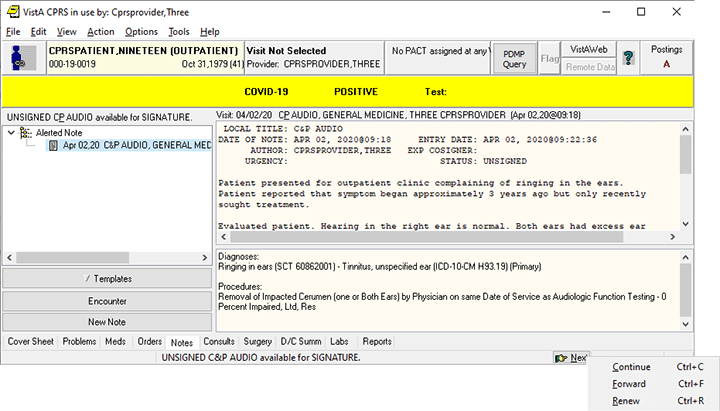 VistA CPRS in use by: Cprsprovider,Three
File Edit View Action Options Tools Help
CPRSPATIENT,NINETEEN (OUTPATIENT)
000-19-0019 Oct 31,1979 (41)
Visit Not Selected
Provider: CPRSPROVIDER,THREE
No PACT assigned at any V
PDMP
Query
Flag
VistAWeb
Remote Data
?
Postings
A
COVID-19 POSITIVE Test:
UNSIGNED CP AUDIO available for SIGNATURE.
Visit: 04/02/20 CP AUDIO, GENERAL MEDICINE, THREE CPRSPROVIDER (Apr 02,20@09:18)
Alerted Note
Apr 02,20 C&P AUDIO, GENERAL MED
LOCAL TITLE: C&P AUDIO
DATE OF NOTE: APR 02, 2020@09:18 ENTRY DATE: APR 02, 2020@09:22:36
AUTHOR: CPRSPROVIDER,THREE EXP COSIGNER:
URGENCY: STATUS: UNSIGNED
Patient presented for outpatient clinic complaining of ringing in the ears.
Patient reported that symptom began approximately 3 years ago but only recently
sought treatment.
Evaluated patient. Hearing in the right ear is normal. Both ears had excess ear
Diagnoses:
Ringing in ears (SCT 60862001) - Tinnitus, unspecified ear (ICD-10-CM H93.19) (Primary)
Procedures:
Removal of Impacted Cerumen (one or Both Ears) by Physician on same Date of Service as Audiologic Function Testing - 0
Percent Impaired, Ltd, Res
/ Templates
Encounter
New Note
Cover Sheet Problems Meds Orders Notes Consults Surgery D/C Summ Labs Reports
UNSIGNED C&P AUDIO available for SIGNATURE.
Next
Continue Ctrl+C
Forward Ctrl+F
Renew Ctrl+R